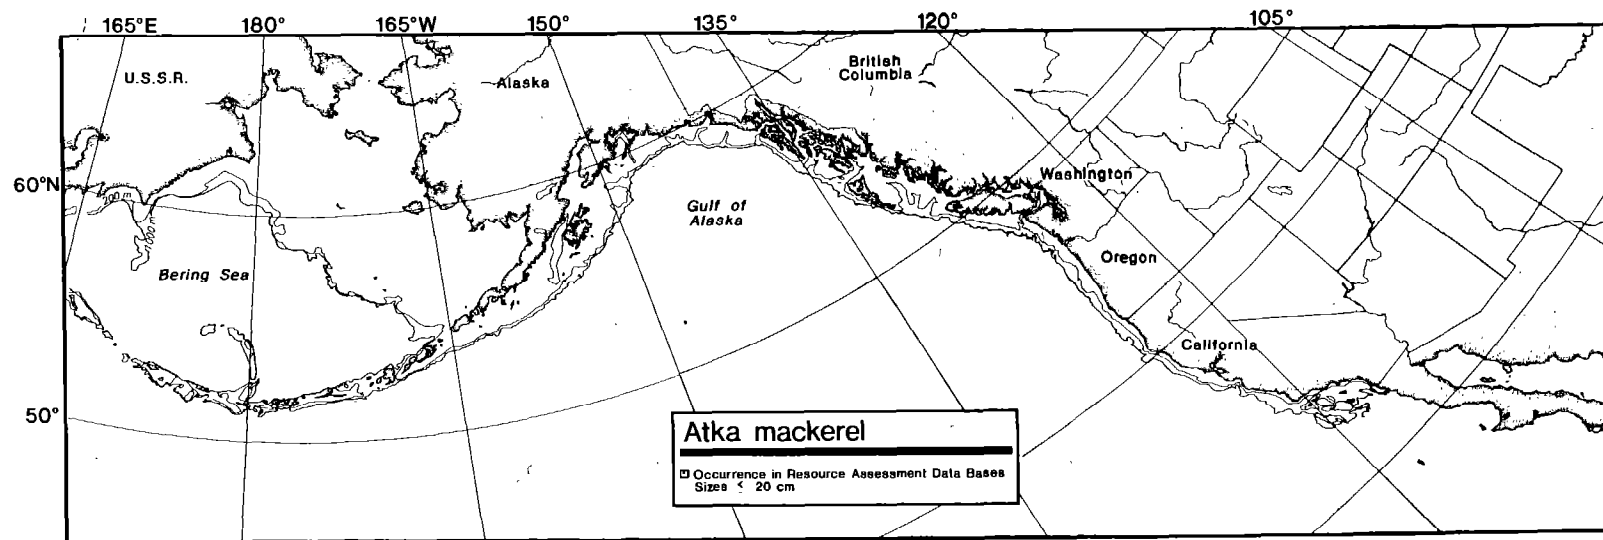 165°E 180° 165°W 150° 135° 120° 105°
U.S.S.R.
Alaska
British
Columbia
60°N
200 m
Washington
Gulf of
Alaska
Bering Sea
Oregon
California
50°
Atka mackerel
Occurrence in Resource Assessment Data Bases
Sizes ≤ 20 cm